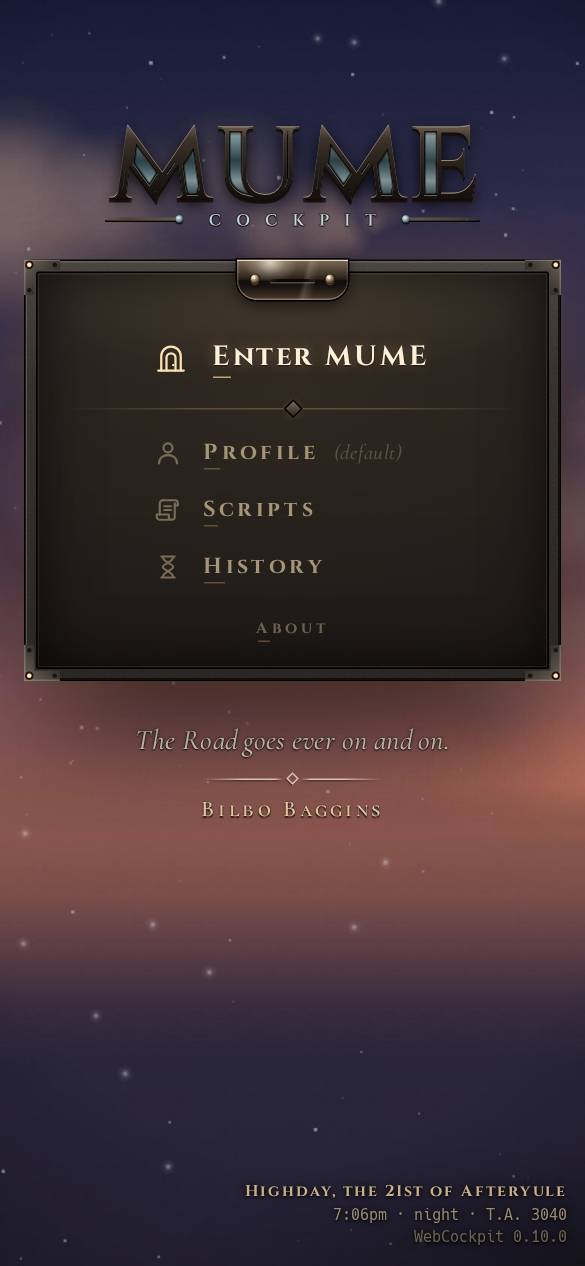 MUME
COCKPIT
Enter MUME
Profile (default)
Scripts
History
About
The Road goes ever on and on.
Bilbo Baggins
Highday, the 21st of Afteryule
7:06pm · night · T.A. 3040
WebCockpit 0.10.0